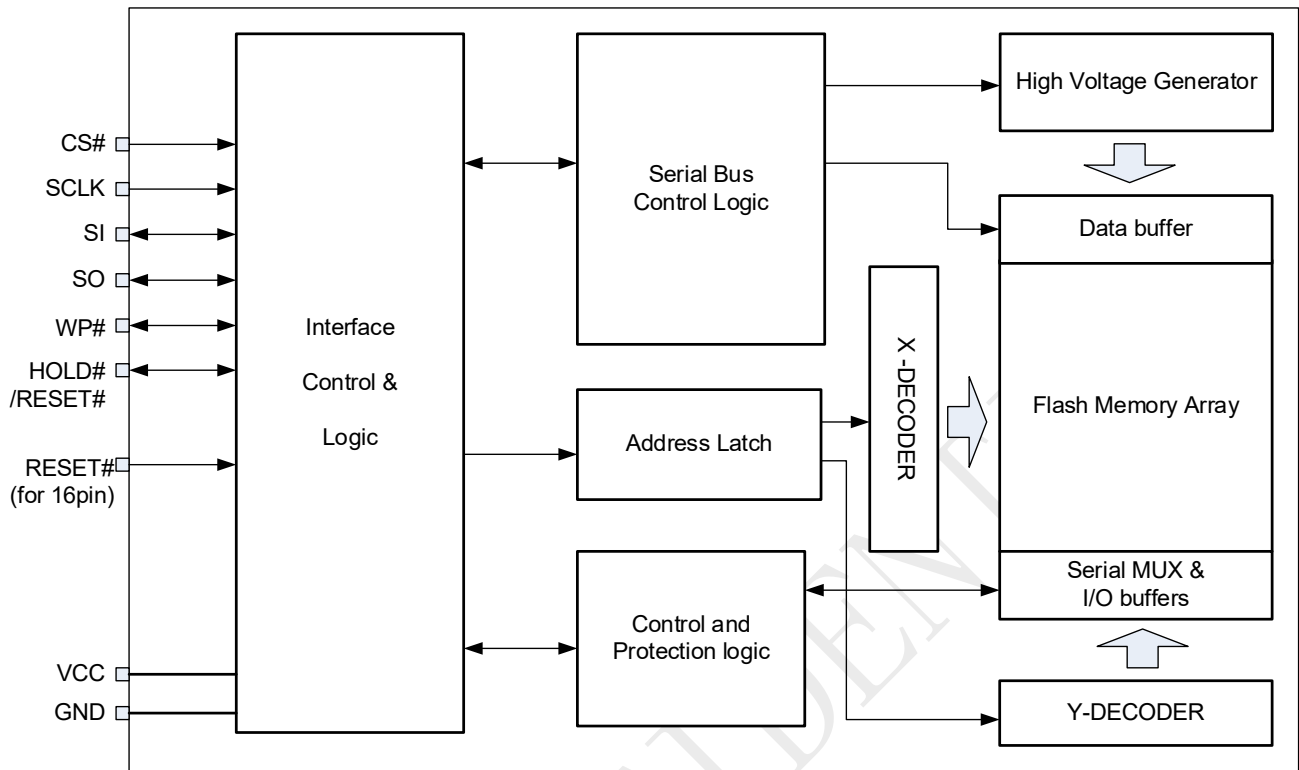 CS#
SCLK
SI
SO
WP#
HOLD#
/RESET#
RESET#
(for 16pin)
VCC
GND
Interface
Control &
Logic
Serial Bus
Control Logic
Address Latch
Control and
Protection logic
X -DECODER
High Voltage Generator
Data buffer
Flash Memory Array
Serial MUX &
I/O buffers
Y-DECODER